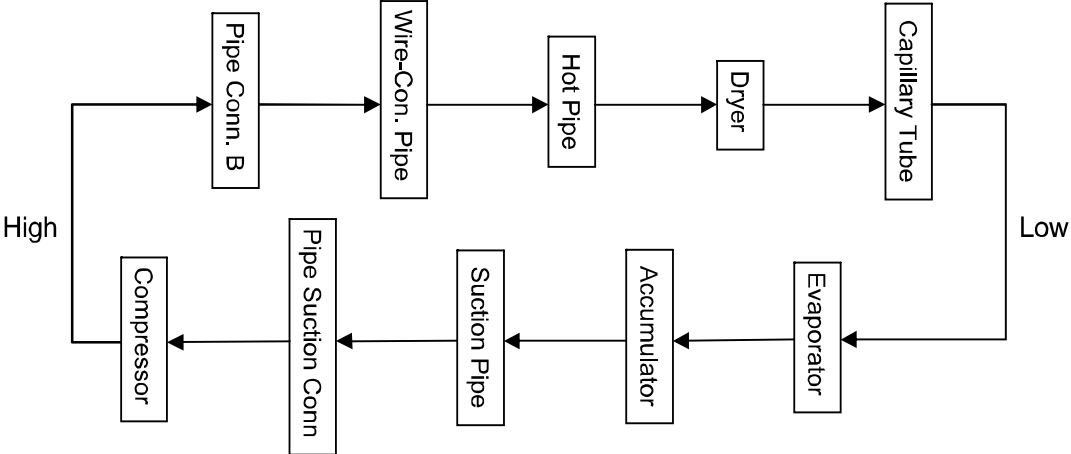 Pipe Conn. B
Wire-Con. Pipe
Hot Pipe
Dryer
Capillary Tube
High
Low
Compressor
Pipe Suction Conn
Suction Pipe
Accumulator
Evaporator